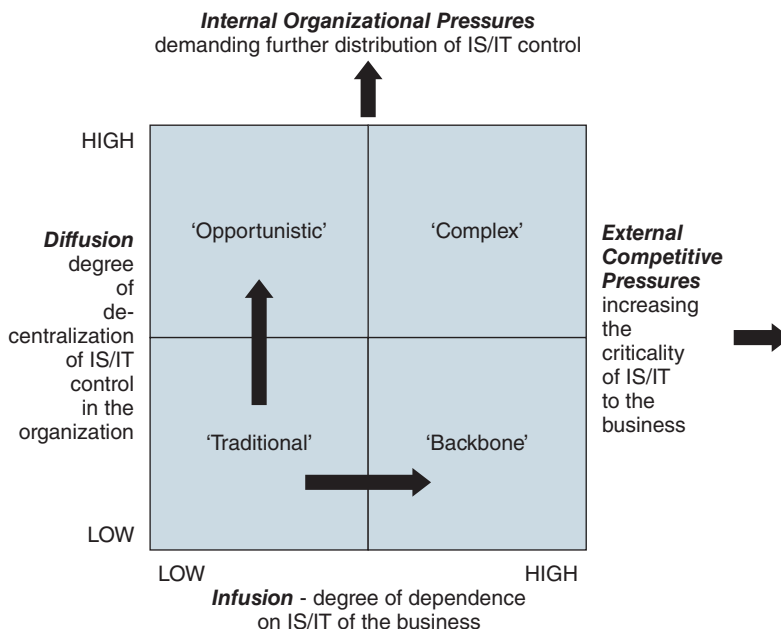 Internal Organizational Pressures
demanding further distribution of IS/IT control
HIGH
‘Opportunistic’
‘Complex’
Diffusion
degree
of
de-
centralization
of IS/IT
control
in the
organization
External
Competitive
Pressures
increasing
the
criticality
of IS/IT
to the
business
‘Traditional’
‘Backbone’
LOW
LOW
HIGH
Infusion - degree of dependence
on IS/IT of the business